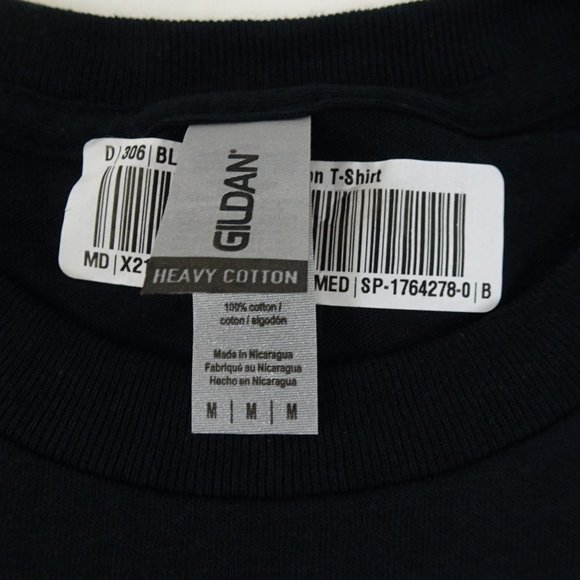 D|306|BL
on T-Shirt
MD|X21
MED|SP-1764278-0|B
GILDAN®
HEAVY COTTON
100% cotton /
coton / algodón
Made in Nicaragua
Fabriqué au Nicaragua
Hecho en Nicaragua
M | M | M